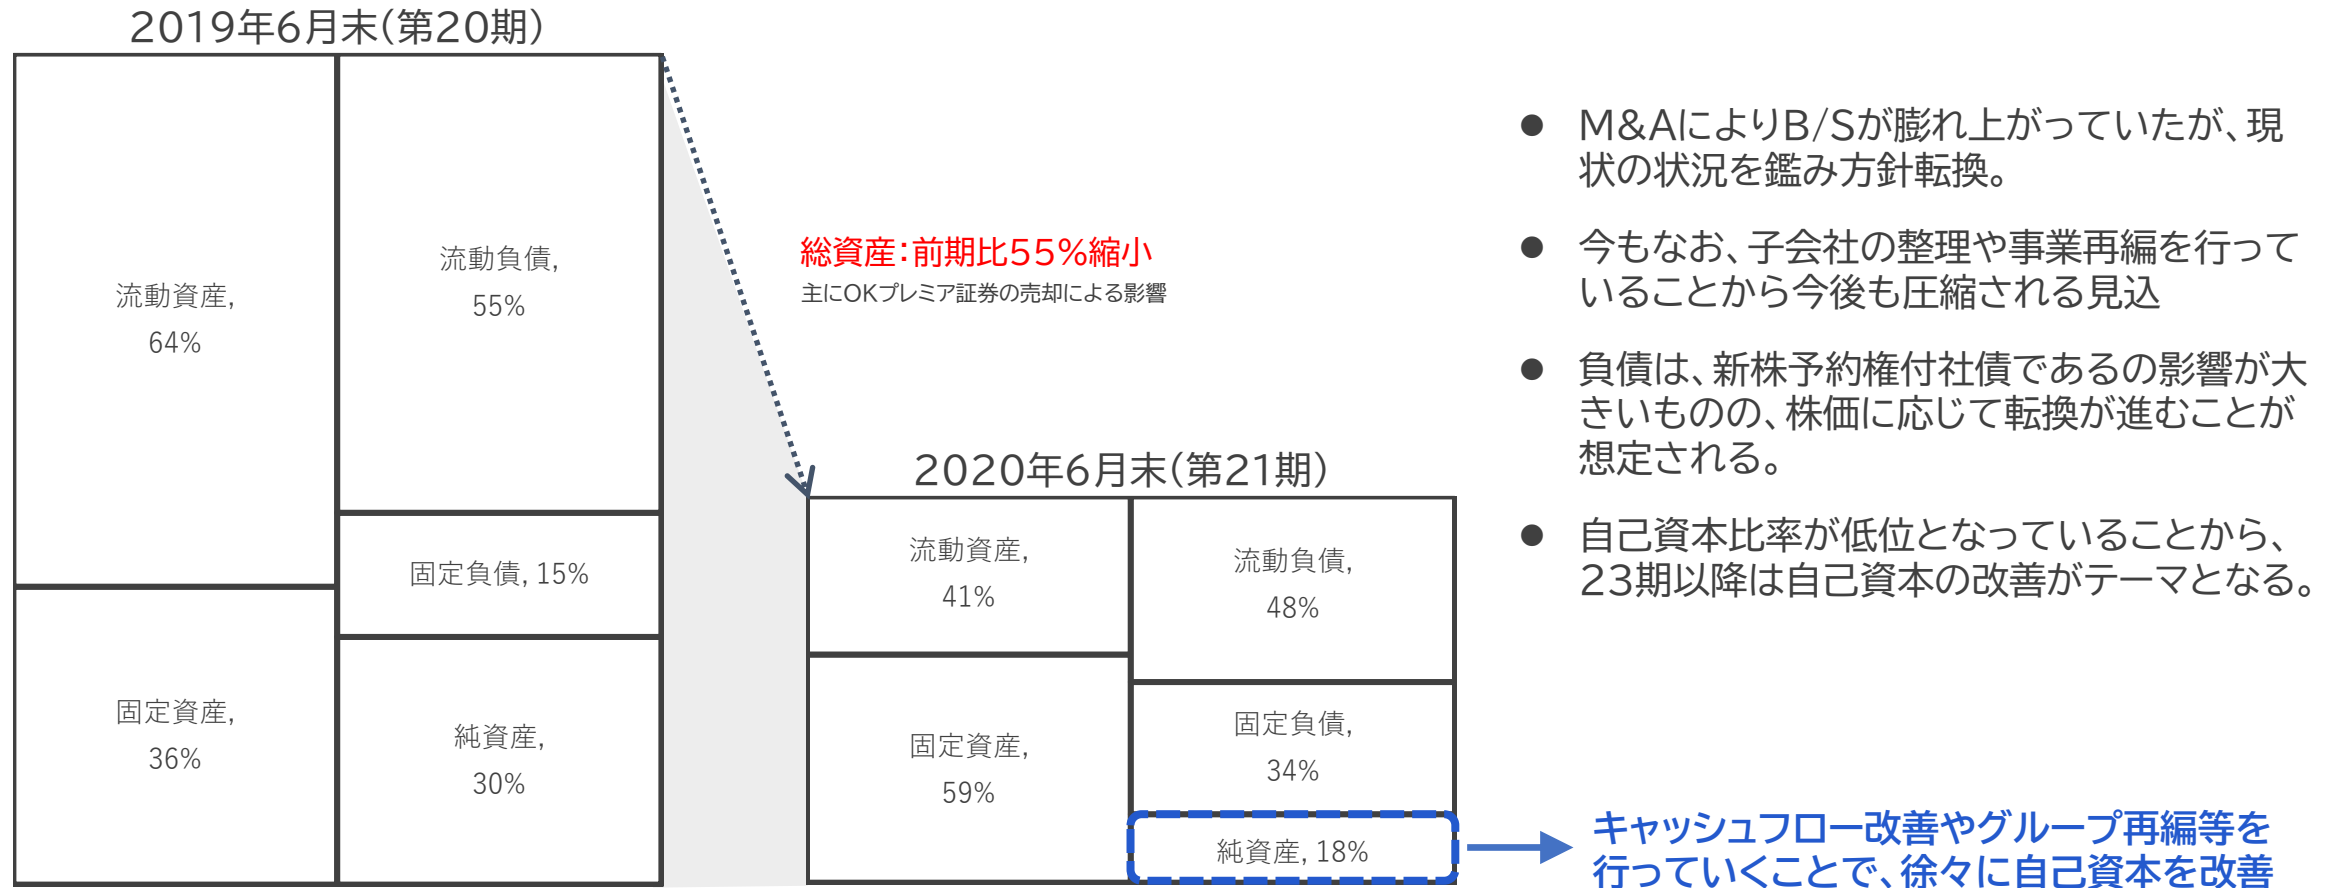 2019年6月末(第20期)
流動資産,
64%
固定資産,
36%
流動負債,
55%
固定負債, 15%
純資産,
30%
総資産：前期比55%縮小
主にOKプレミア証券の売却による影響
2020年6月末(第21期)
流動資産,
41%
固定資産,
59%
流動負債,
48%
固定負債,
34%
純資産, 18%
● M&AによりB/Sが膨れ上がっていたが、現
状の状況を鑑み方針転換。
● 今もなお、子会社の整理や事業再編を行って
いることから今後も圧縮される見込
● 負債は、新株予約権付社債であるの影響が大
きいものの、株価に応じて転換が進むことが
想定される。
● 自己資本比率が低位となっていることから、
23期以降は自己資本の改善がテーマとなる。
キャッシュフロー改善やグループ再編等を
行っていくことで、徐々に自己資本を改善